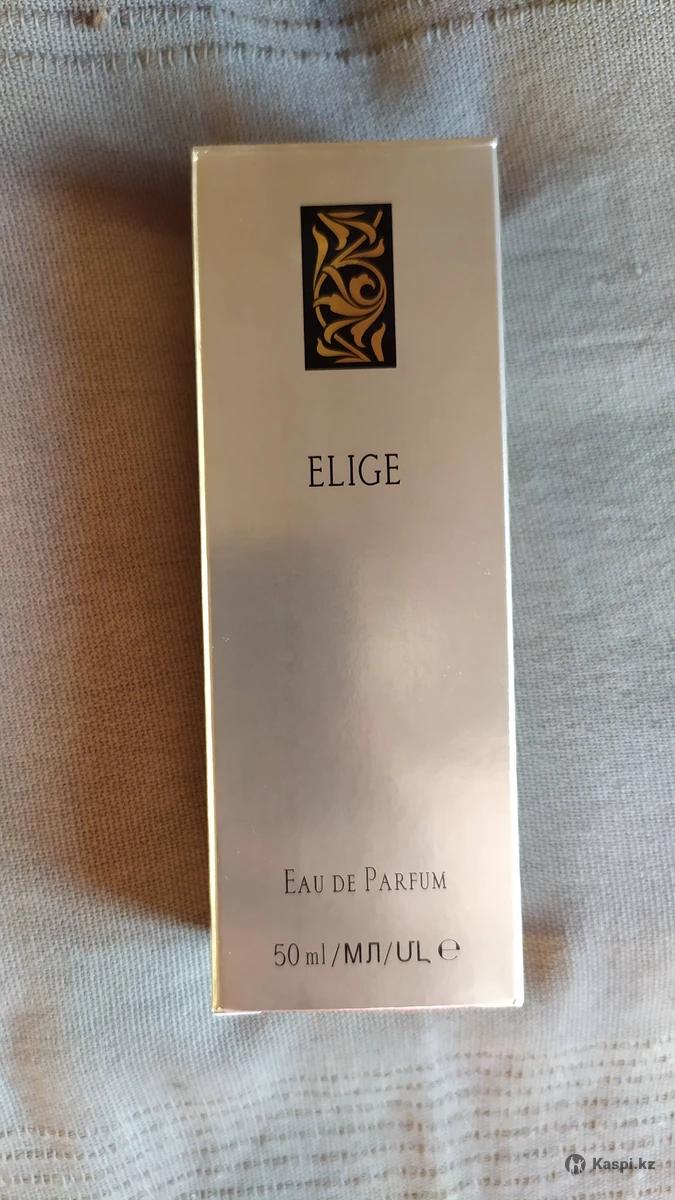 ELIGE
EAU DE PARFUM
50 ml/МЛ/ՄԼ ℮
Kaspi.kz